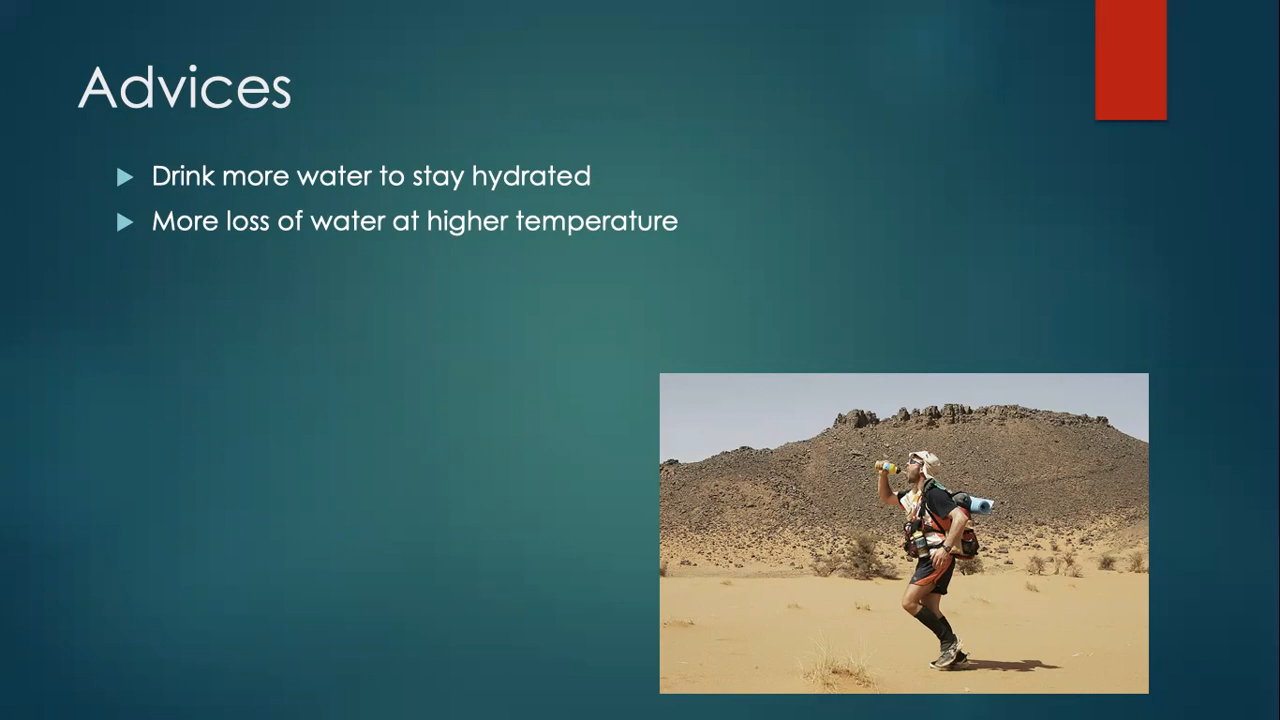 Advices
Drink more water to stay hydrated
More loss of water at higher temperature